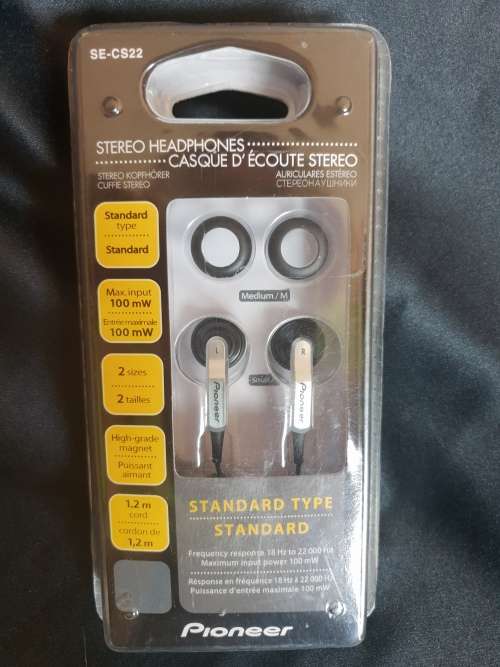 SE-CS22
STEREO HEADPHONES
CASQUE D'ÉCOUTE STEREO
STEREO KOPFHÖRER
CUFFIE STEREO
AURICULARES ESTÉREO
СТЕРЕОНАУШНИКИ
Standard
type
Standard
Max. input
100 mW
Entrée maximale
100 mW
2 sizes
2 tailles
High-grade
magnet
Puissant
aimant
1,2 m
cord
cordon de
1,2 m
Medium / M
L
R
Small
Pioneer
Pioneer
STANDARD TYPE
STANDARD
Frequency response 18 Hz to 22 000 Hz
Maximum input power 100 mW
Réponse en fréquence 18 Hz à 22 000 Hz
Puissance d'entrée maximale 100 mW
Pioneer